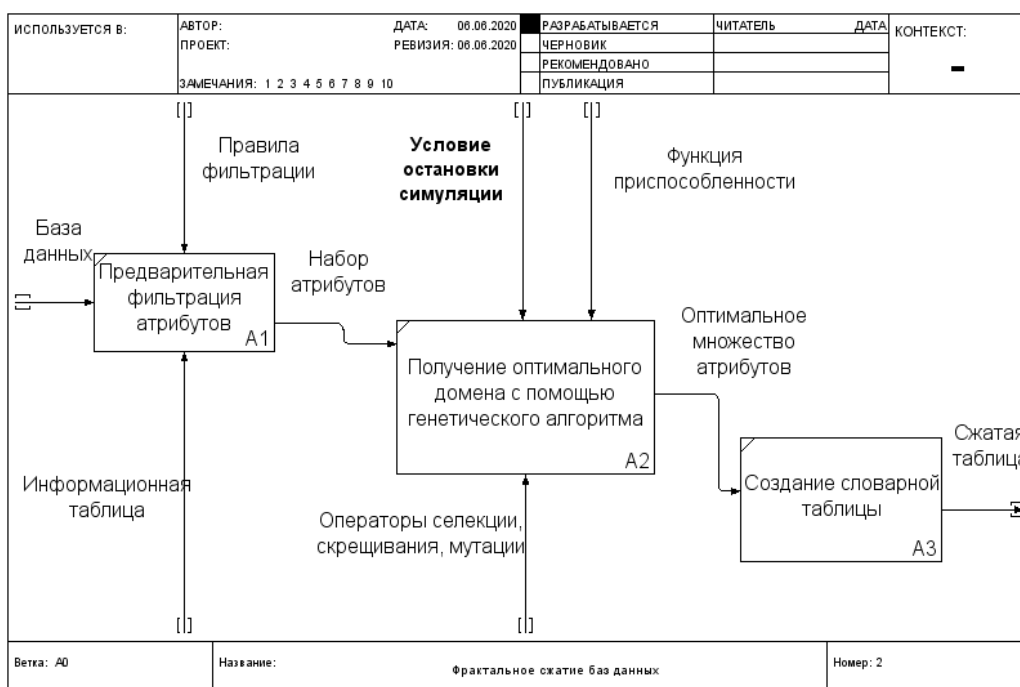 ИСПОЛЬЗУЕТСЯ В:
АВТОР:
ДАТА: 06.06.2020
ПРОЕКТ:
РЕВИЗИЯ: 06.06.2020
ЗАМЕЧАНИЯ: 1 2 3 4 5 6 7 8 9 10
РАЗРАБАТЫВАЕТСЯ
ЧЕРНОВИК
РЕКОМЕНДОВАНО
ПУБЛИКАЦИЯ
ЧИТАТЕЛЬ
ДАТА
КОНТЕКСТ:
Правила
фильтрации
Условие
остановки
симуляции
Функция
приспособленности
База
данных
Предварительная
фильтрация
атрибутов
A1
Набор
атрибутов
Получение оптимального
домена с помощью
генетического алгоритма
A2
Оптимальное
множество
атрибутов
Создание словарной
таблицы
A3
Сжатая
таблица
Информационная
таблица
Операторы селекции,
скрещивания, мутации
Ветка: A0
Название:
Фрактальное сжатие баз данных
Номер: 2